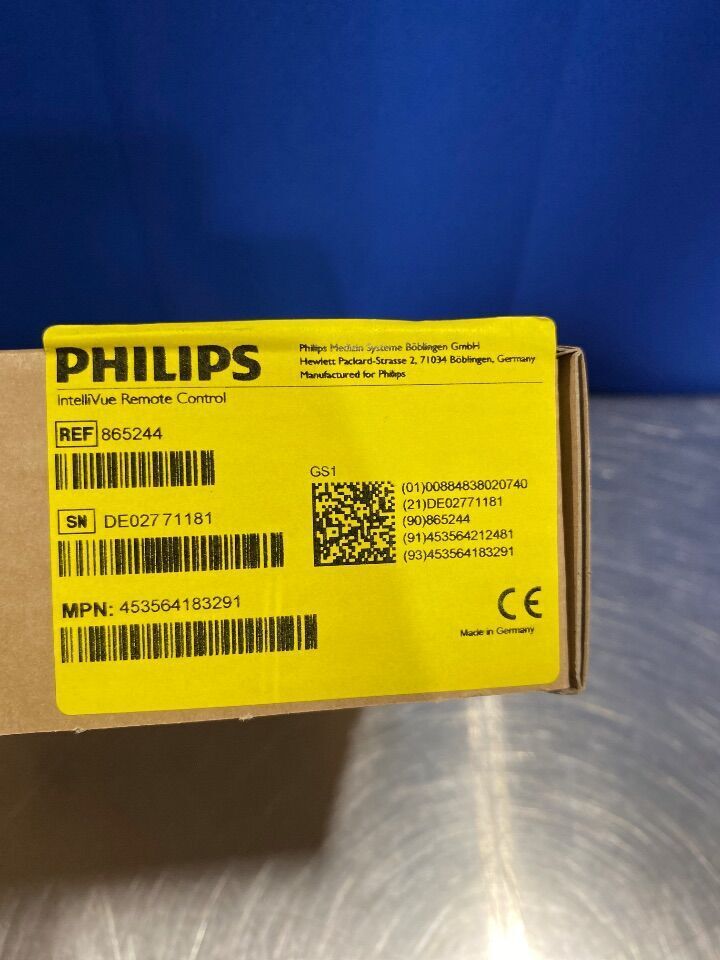 PHILIPS
Philips Medizin Systeme Böblingen GmbH
Hewlett Packard-Strasse 2, 71034 Böblingen, Germany
Manufactured for Philips
IntelliVue Remote Control
REF 865244
SN DE02771181
MPN: 453564183291
GS1
(01)00884838020740
(21)DE02771181
(90)865244
(91)453564212481
(93)453564183291
CE
Made in Germany